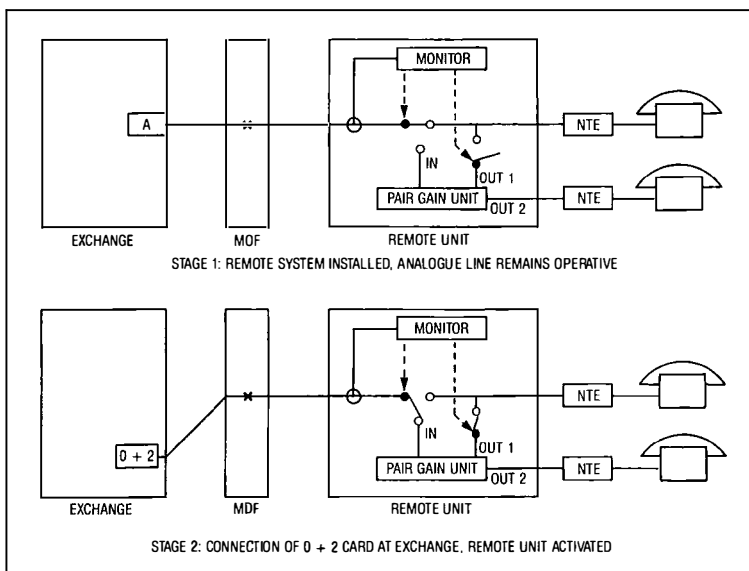 MONITOR
A
NTE
IN
OUT 1
PAIR GAIN UNIT
OUT 2
NTE
EXCHANGE
MOF
REMOTE UNIT
STAGE 1: REMOTE SYSTEM INSTALLED, ANALOGUE LINE REMAINS OPERATIVE
MONITOR
NTE
IN
OUT 1
0 + 2
PAIR GAIN UNIT
OUT 2
NTE
EXCHANGE
MDF
REMOTE UNIT
STAGE 2: CONNECTION OF 0 + 2 CARD AT EXCHANGE, REMOTE UNIT ACTIVATED